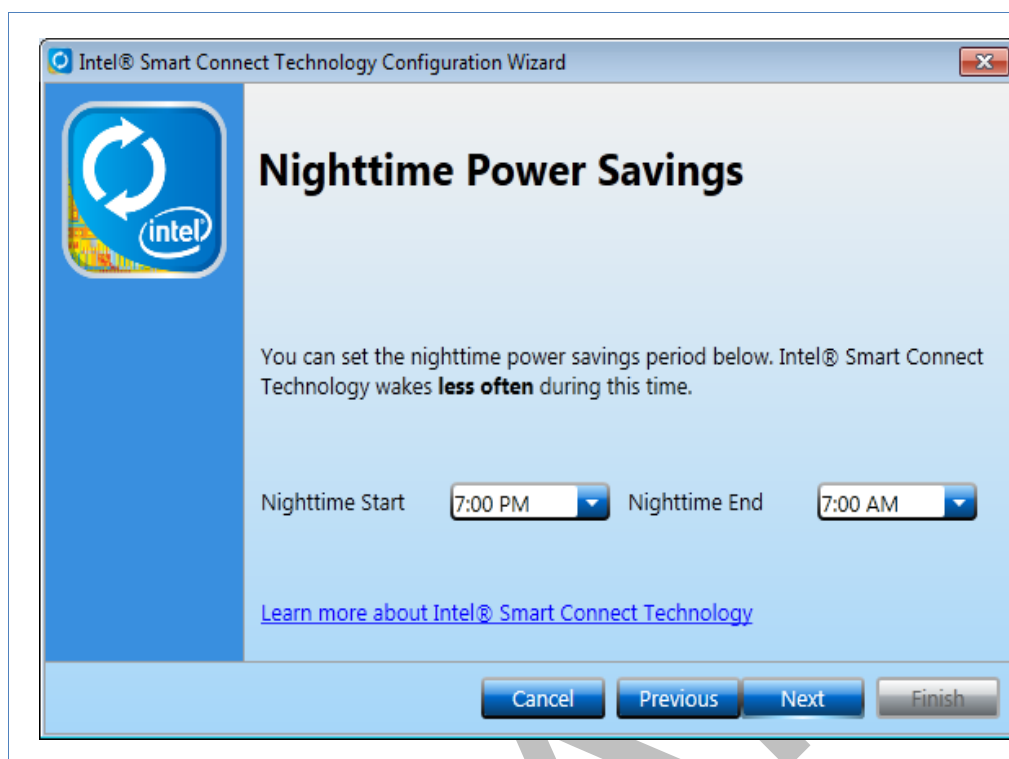 Intel® Smart Connect Technology Configuration Wizard
intel®
Nighttime Power Savings
You can set the nighttime power savings period below. Intel® Smart Connect
Technology wakes less often during this time.
Nighttime Start 7:00 PM Nighttime End 7:00 AM
Learn more about Intel® Smart Connect Technology
Cancel Previous Next Finish